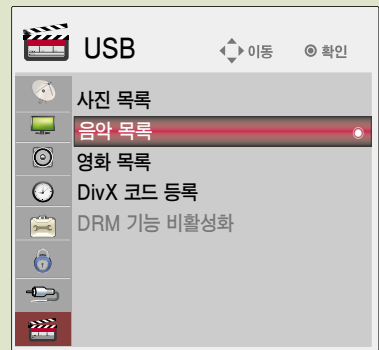 USB 이동 확인
사진 목록
음악 목록
영화 목록
DivX 코드 등록
DRM 기능 비활성화